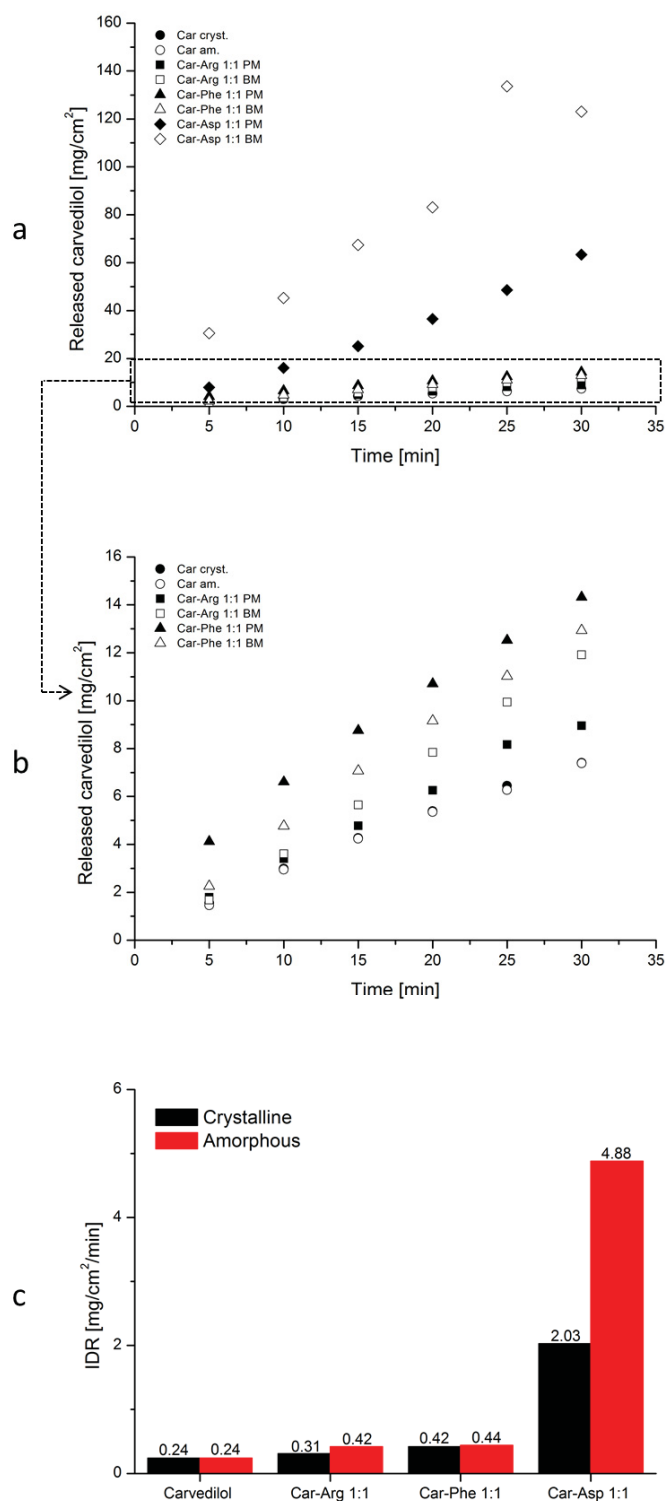 a
Released carvedilol [mg/cm²]
160
140
120
100
80
60
40
20
0
Car cryst.
Car am.
Car-Arg 1:1 PM
Car-Arg 1:1 BM
Car-Phe 1:1 PM
Car-Phe 1:1 BM
Car-Asp 1:1 PM
Car-Asp 1:1 BM
0 5 10 15 20 25 30 35
Time [min]
b
Released carvedilol [mg/cm²]
16
14
12
10
8
6
4
2
0
Car cryst.
Car am.
Car-Arg 1:1 PM
Car-Arg 1:1 BM
Car-Phe 1:1 PM
Car-Phe 1:1 BM
0 5 10 15 20 25 30 35
Time [min]
c
IDR [mg/cm²/min]
6
4
2
0
Crystalline
Amorphous
0.24 0.24 0.31 0.42 0.42 0.44 2.03 4.88
Carvedilol Car-Arg 1:1 Car-Phe 1:1 Car-Asp 1:1